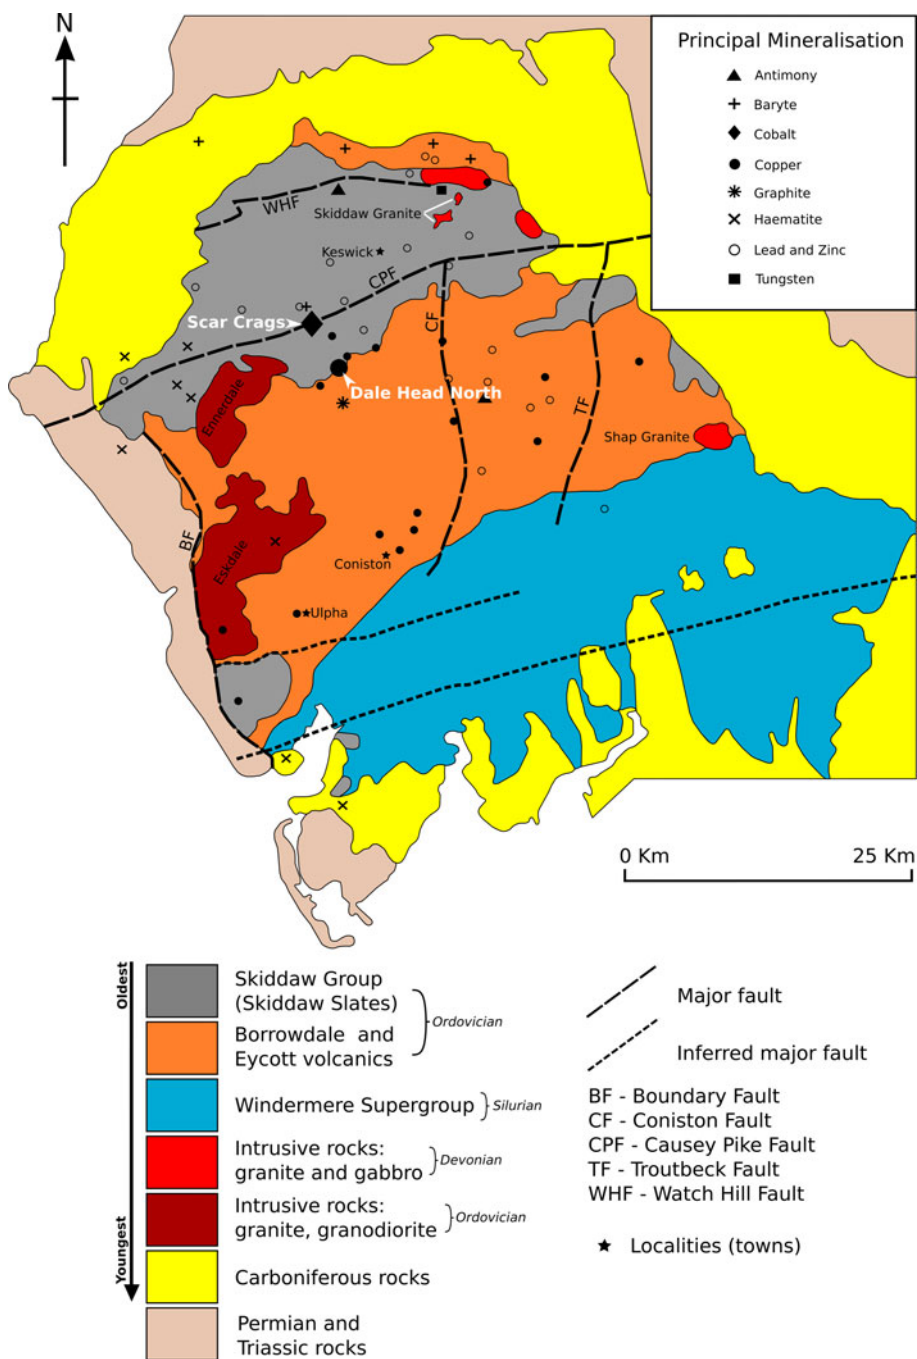 N
Principal Mineralisation
Antimony
Baryte
Cobalt
Copper
Graphite
Haematite
Lead and Zinc
Tungsten
WHF
Skiddaw Granite
Keswick
CPF
Scar Crags
CF
Dale Head North
TF
Ennerdale
Shap Granite
BF
Eskdale
Coniston
Ulpha
0 Km
25 Km
Oldest
Youngest
Skiddaw Group
(Skiddaw Slates)
Ordovician
Borrowdale and
Eycott volcanics
Windermere Supergroup
Silurian
Intrusive rocks:
granite and gabbro
Devonian
Intrusive rocks:
granite, granodiorite
Ordovician
Carboniferous rocks
Permian and
Triassic rocks
Major fault
Inferred major fault
BF - Boundary Fault
CF - Coniston Fault
CPF - Causey Pike Fault
TF - Troutbeck Fault
WHF - Watch Hill Fault
Localities (towns)